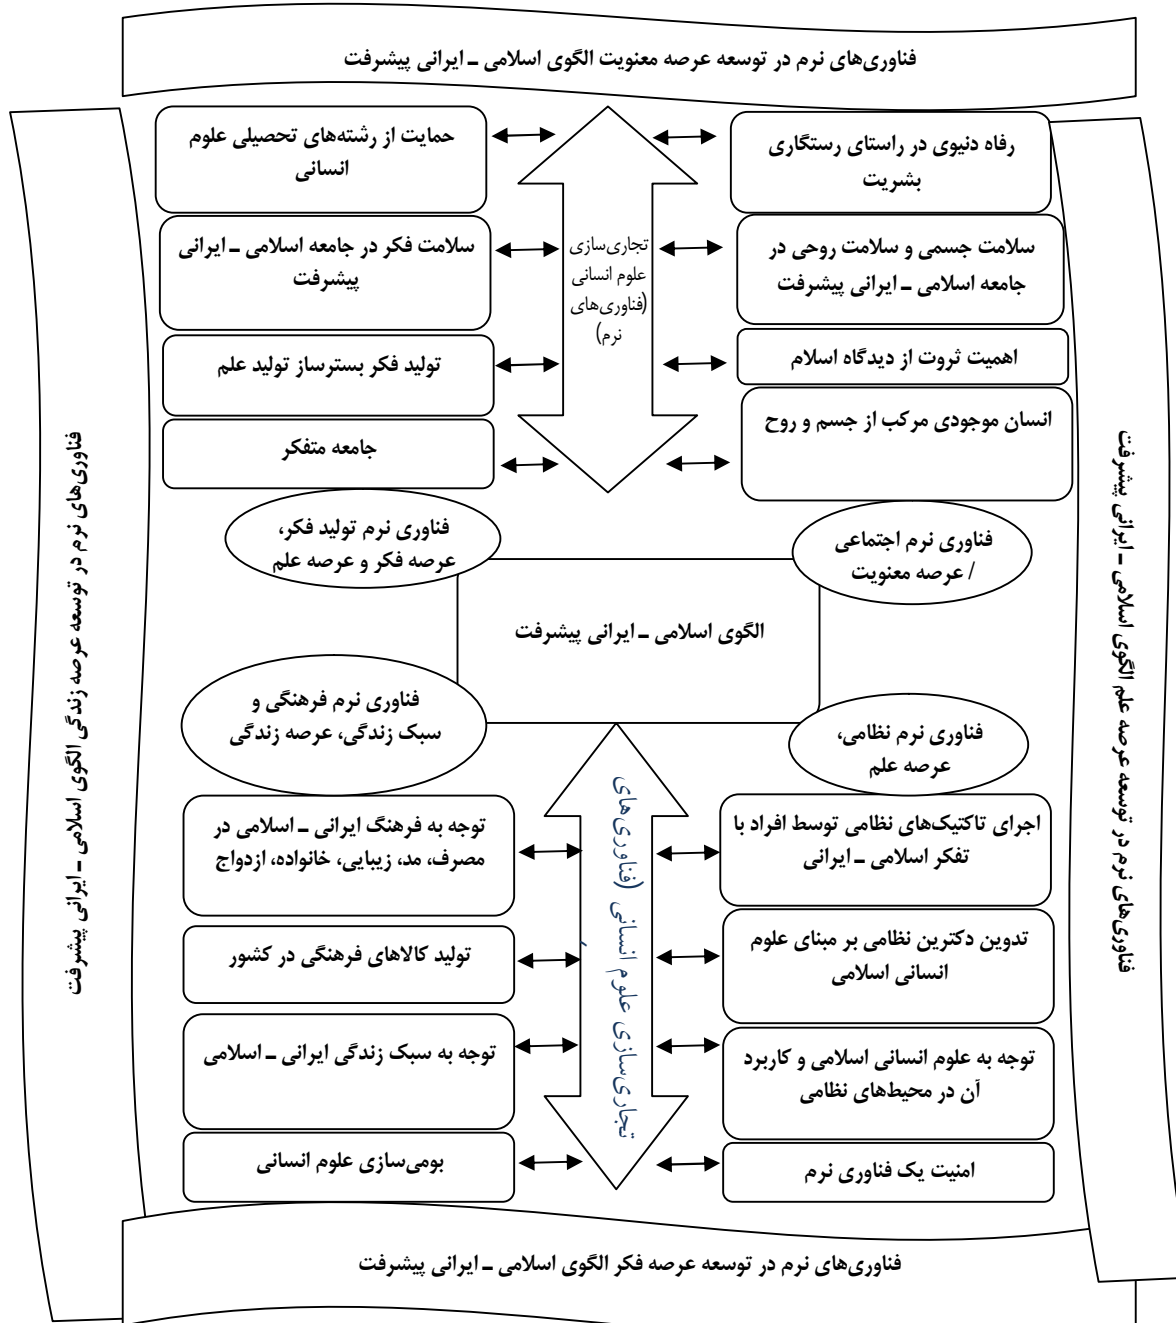 فناوری‌های نرم در توسعه عرصه معنویت الگوی اسلامی ـ ایرانی پیشرفت
رفاه دنیوی در راستای رستگاری
بشریت
سلامت جسمی و سلامت روحی در
جامعه اسلامی ـ ایرانی پیشرفت
اهمیت ثروت از دیدگاه اسلام
انسان موجودی مرکب از جسم و روح
تجاری‌سازی
علوم انسانی
(فناوری‌های
نرم)
حمایت از رشته‌های تحصیلی علوم
انسانی
سلامت فکر در جامعه اسلامی ـ ایرانی
پیشرفت
تولید فکر بسترساز تولید علم
جامعه متفکر
فناوری‌های نرم در توسعه عرصه علم الگوی اسلامی ـ ایرانی پیشرفت
فناوری‌های نرم در توسعه عرصه زندگی الگوی اسلامی ـ ایرانی پیشرفت
فناوری نرم اجتماعی
/ عرصه معنویت
فناوری نرم تولید فکر،
عرصه فکر و عرصه علم
الگوی اسلامی ـ ایرانی پیشرفت
فناوری نرم نظامی،
عرصه علم
فناوری نرم فرهنگی و
سبک زندگی، عرصه زندگی
اجرای تاکتیک‌های نظامی توسط افراد با
تفکر اسلامی ـ ایرانی
تدوین دکترین نظامی بر مبنای علوم
انسانی اسلامی
توجه به علوم انسانی اسلامی و کاربرد
آن در محیط‌های نظامی
امنیت یک فناوری نرم
تجاری‌سازی علوم انسانی (فناوری‌های
توجه به فرهنگ ایرانی ـ اسلامی در
مصرف، مد، زیبایی، خانواده، ازدواج
تولید کالاهای فرهنگی در کشور
توجه به سبک زندگی ایرانی ـ اسلامی
بومی‌سازی علوم انسانی
فناوری‌های نرم در توسعه عرصه فکر الگوی اسلامی ـ ایرانی پیشرفت